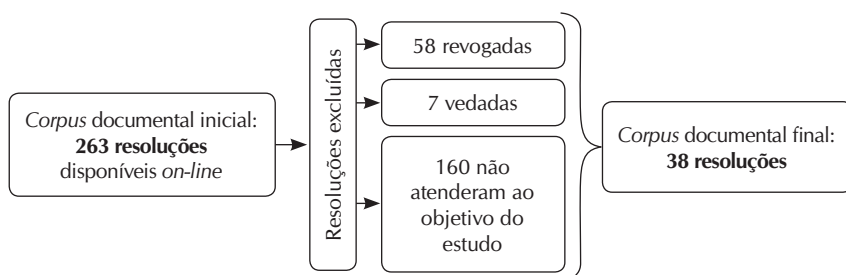 Corpus documental inicial:
263 resoluções
disponíveis on-line
Resoluções excluídas
58 revogadas
7 vedadas
160 não
atenderam ao
objetivo do
estudo
Corpus documental final:
38 resoluções